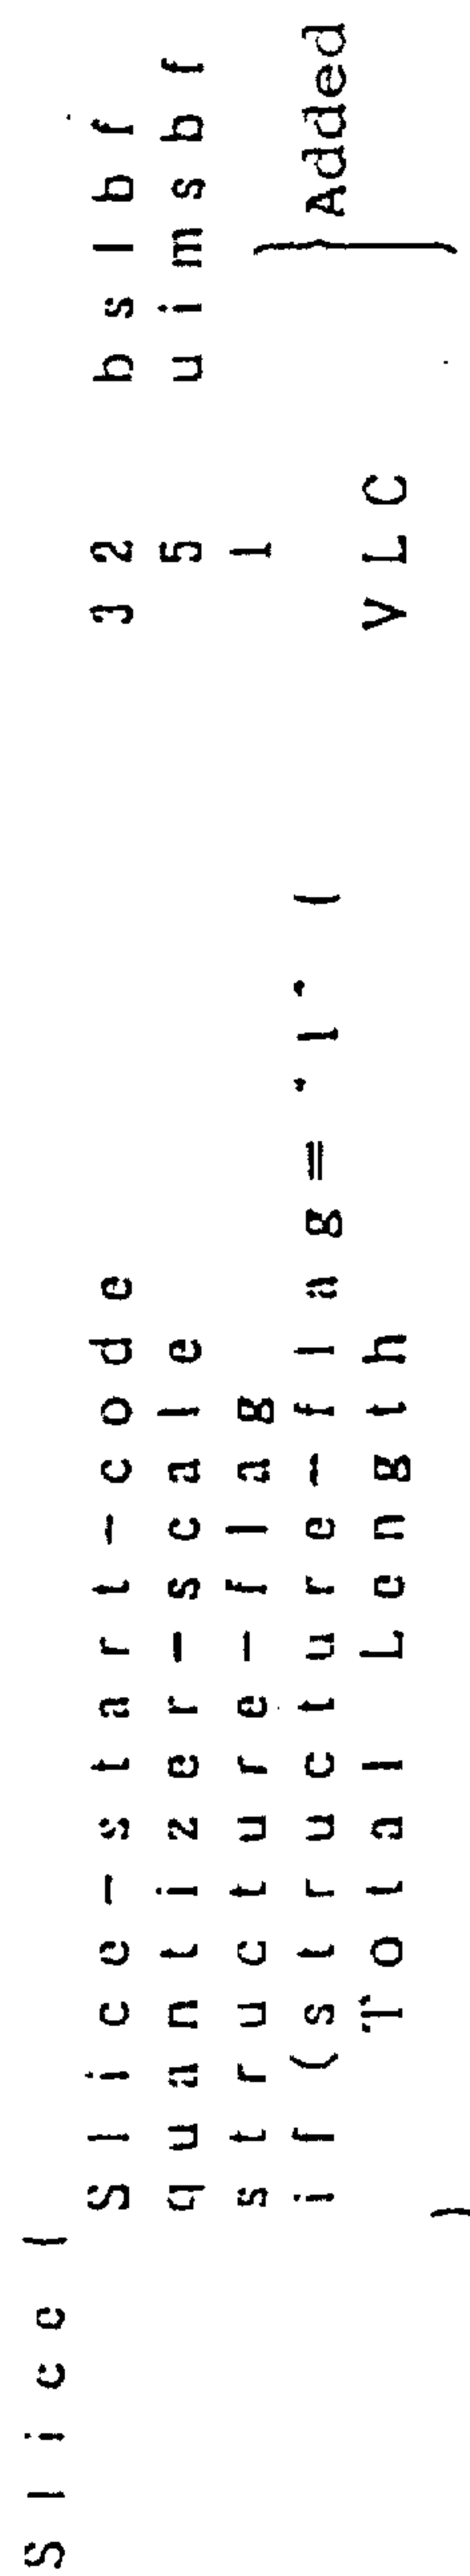 Slice {
Slice-start-code 32 bslbf
quantizer-scale 5 uimsbf
structure-flag 1
if (structure-flag = "1" {
Total Length VLC
} Added
}